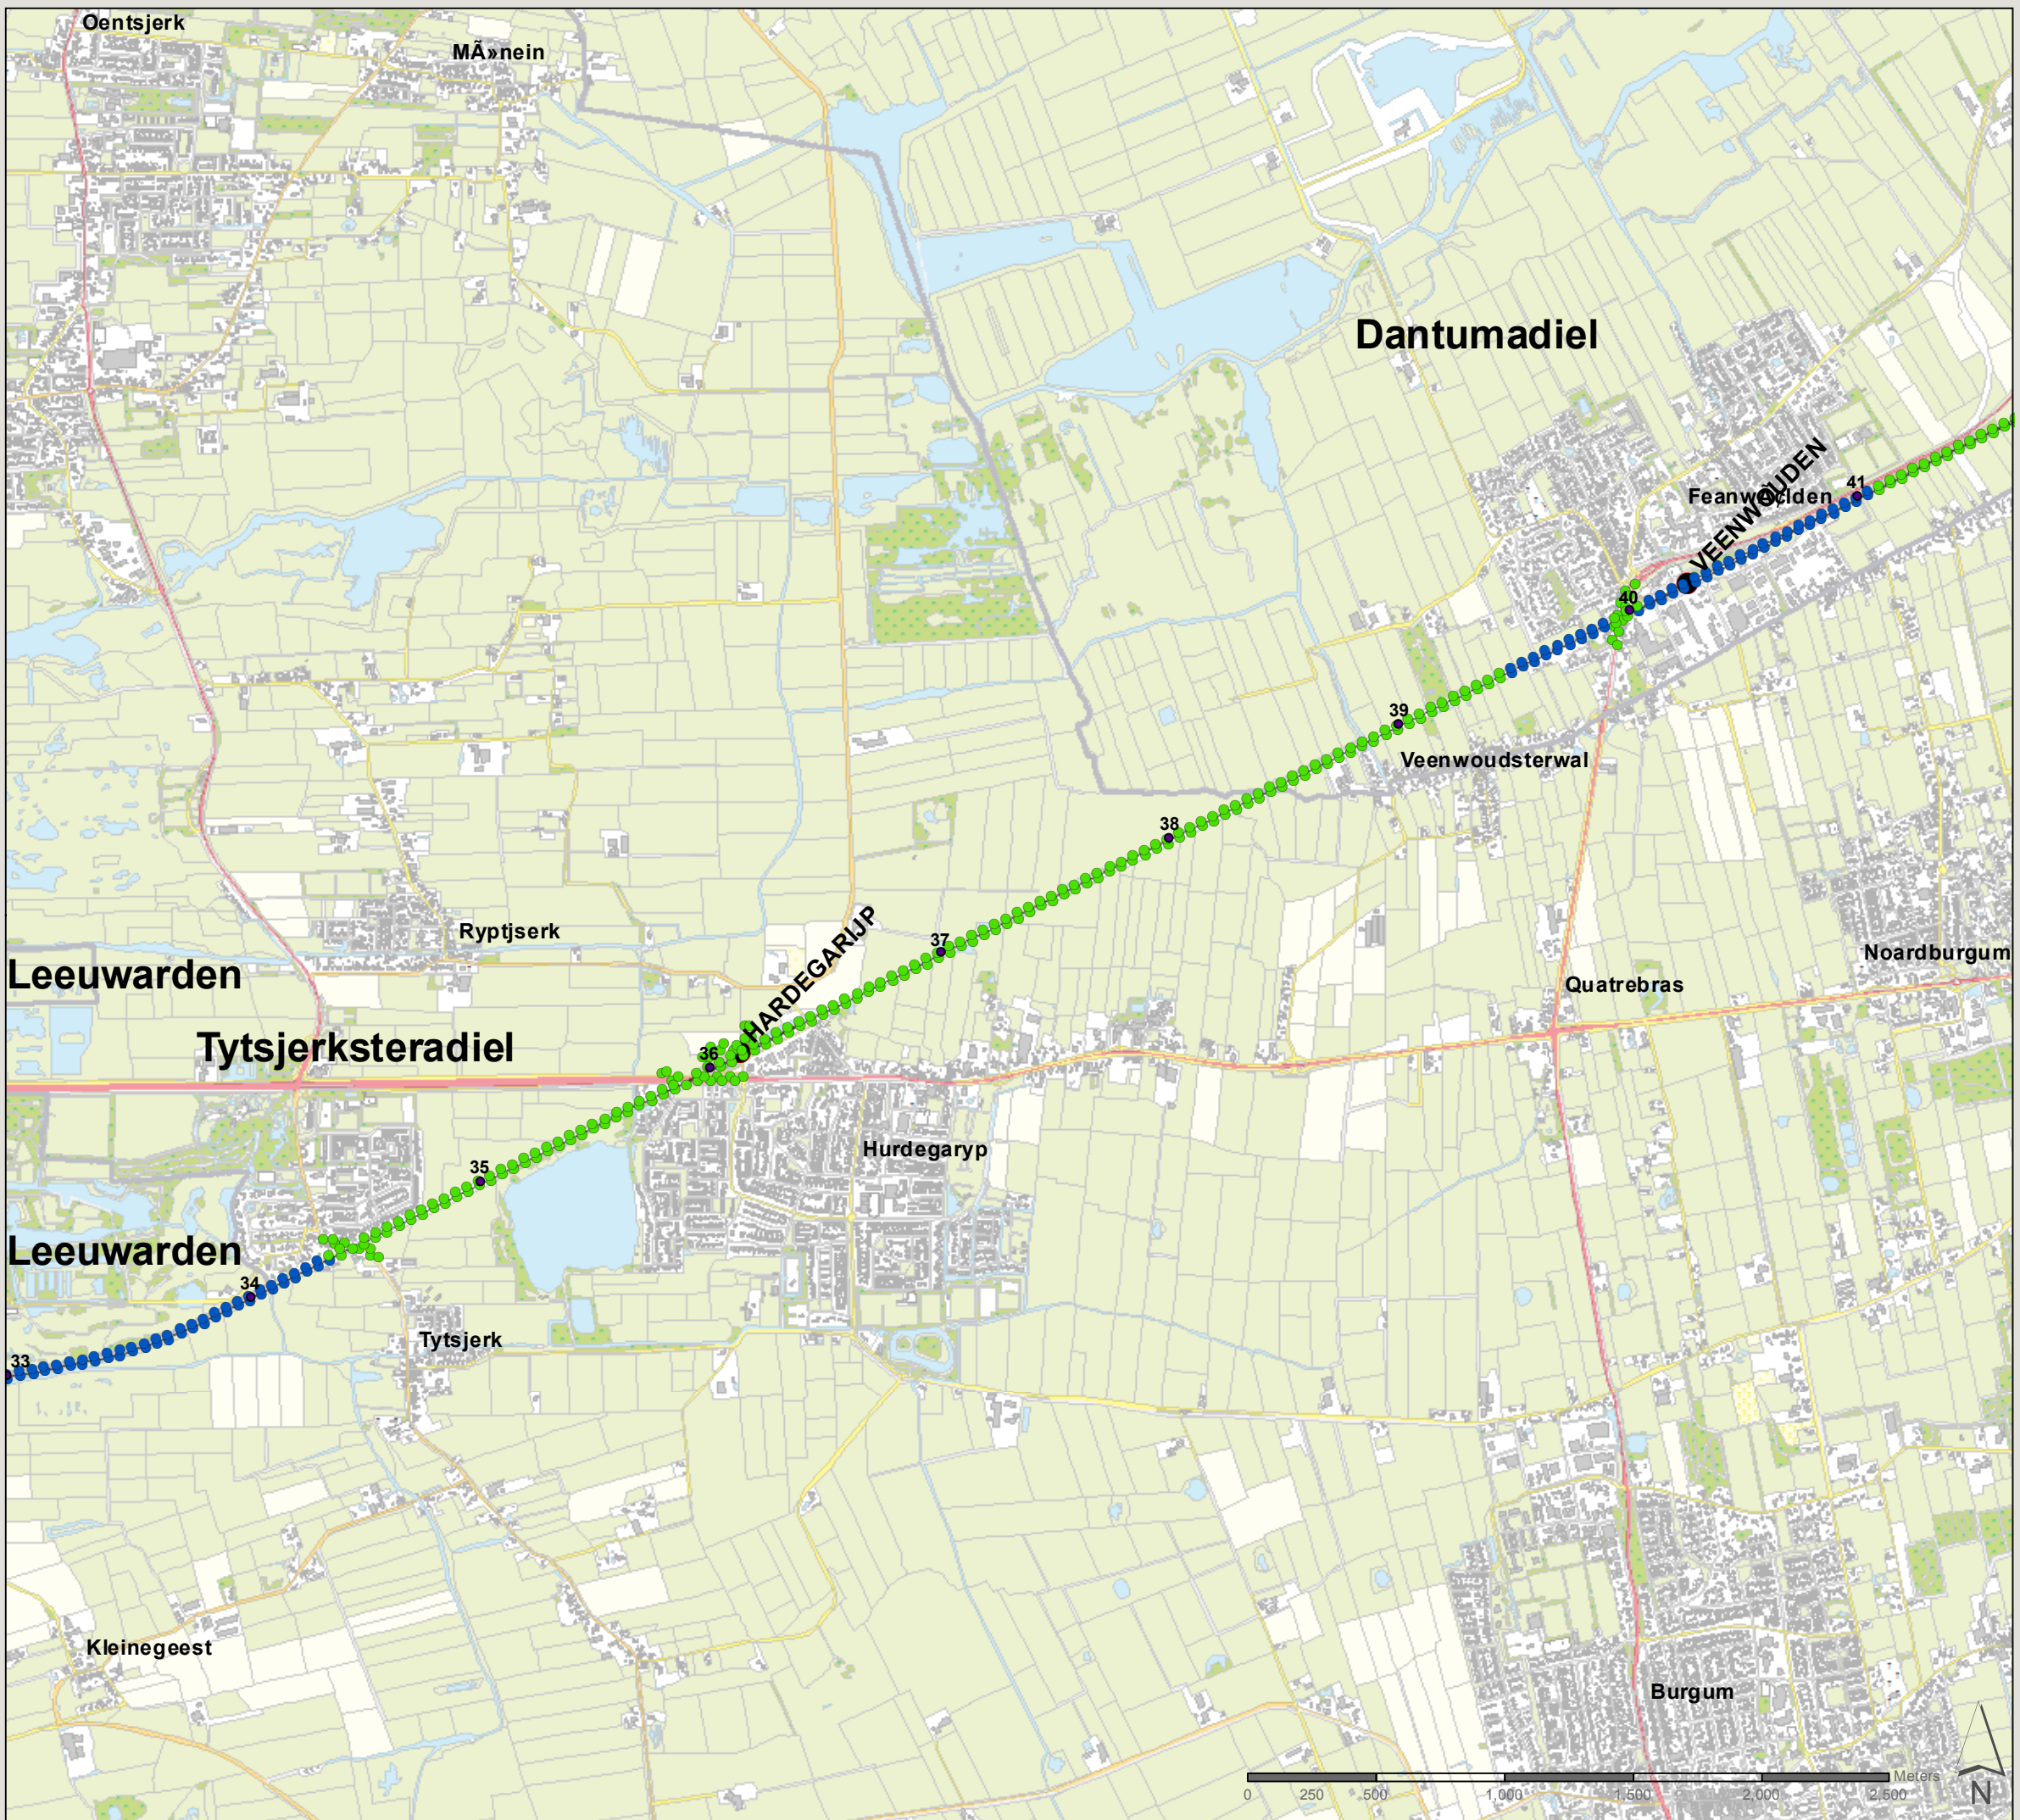 Oentsjerk
MÃ»nein
Dantumadiel
VEENWOUDEN
41
40
39
Veenwoudsterwal
38
HARDEGARIJP
37
Ryptjserk
Noardburgum
Leeuwarden
Quatrebras
Tytsjerksteradiel
36
Hurdegaryp
35
Leeuwarden
34
Tytsjerk
33
Kleinegeest
Burgum
Meters
0 250 500 1,000 1,500 2,000 2,500
N